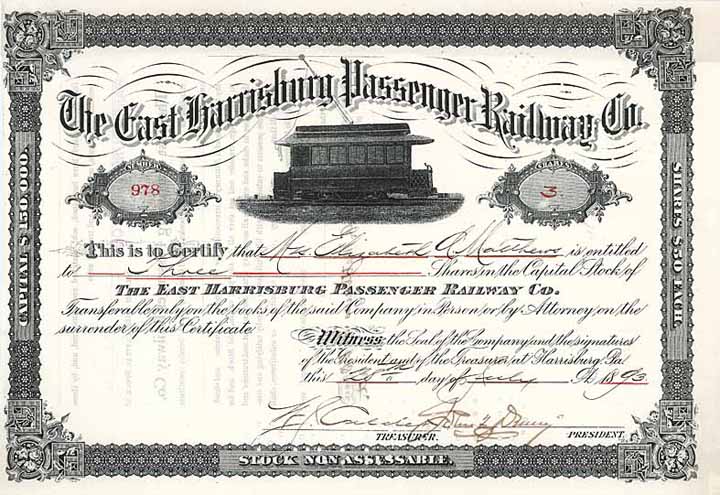 The East Harrisburg Passenger Railway Co.
NUMBER
978
SHARES
3
CAPITAL $150,000.
SHARES $50 EACH.
This is to Certify that Mrs Elizabeth A. Matthews is entitled
to Three Shares in the Capital Stock of
THE EAST HARRISBURG PASSENGER RAILWAY CO.
Transferable only on the books of the said Company, in Person or by Attorney on the
surrender of this Certificate
Witness, the Seal of the Company and the signatures
of the President and of the Treasurer, at Harrisburg, Pa.
this day of July A.D. 1893
TREASURER.
PRESIDENT.
STOCK NON ASSESSABLE.